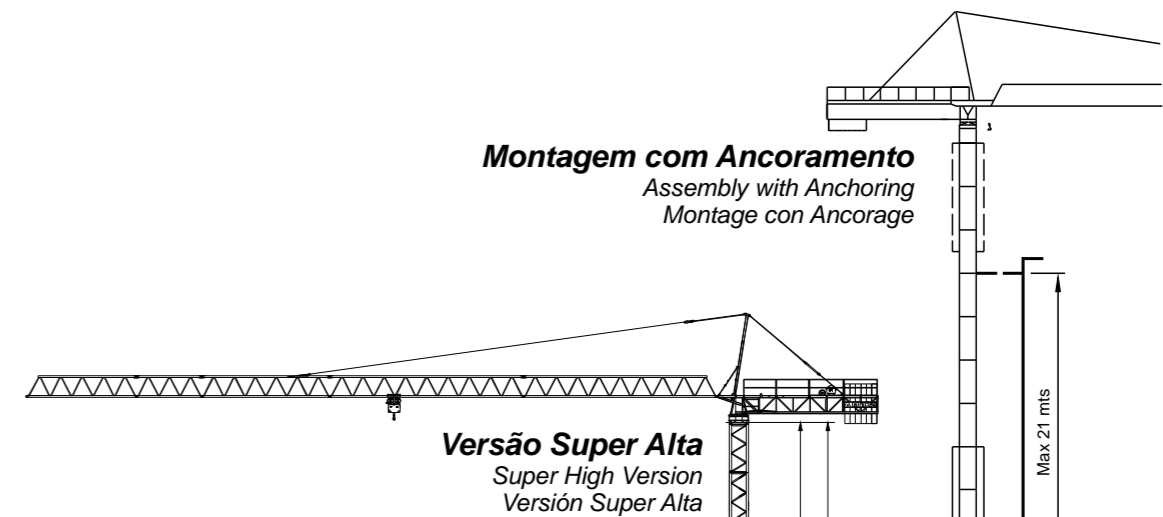 Montagem com Ancoramento
Assembly with Anchoring
Montage con Ancorage
Max 21 mts
Versão Super Alta
Super High Version
Versión Super Alta